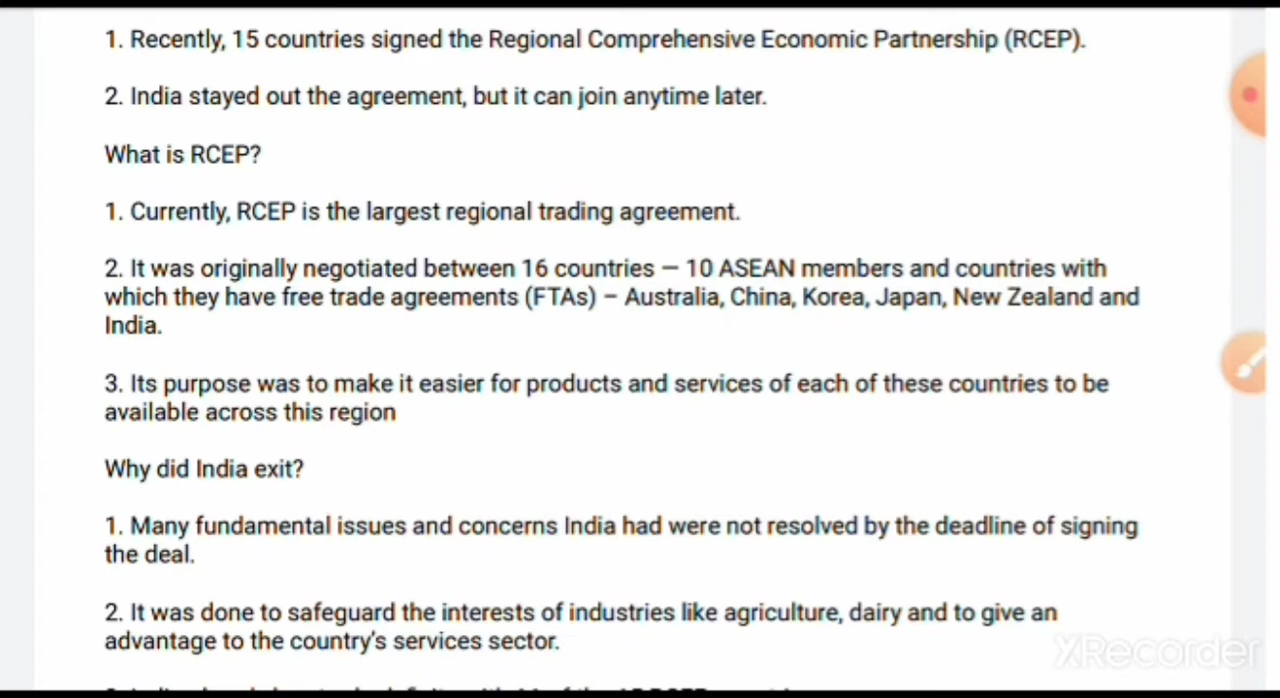 1. Recently, 15 countries signed the Regional Comprehensive Economic Partnership (RCEP).
2. India stayed out the agreement, but it can join anytime later.
What is RCEP?
1. Currently, RCEP is the largest regional trading agreement.
2. It was originally negotiated between 16 countries — 10 ASEAN members and countries with
which they have free trade agreements (FTAs) – Australia, China, Korea, Japan, New Zealand and
India.
3. Its purpose was to make it easier for products and services of each of these countries to be
available across this region
Why did India exit?
1. Many fundamental issues and concerns India had were not resolved by the deadline of signing
the deal.
2. It was done to safeguard the interests of industries like agriculture, dairy and to give an
advantage to the country's services sector.
XRecorder